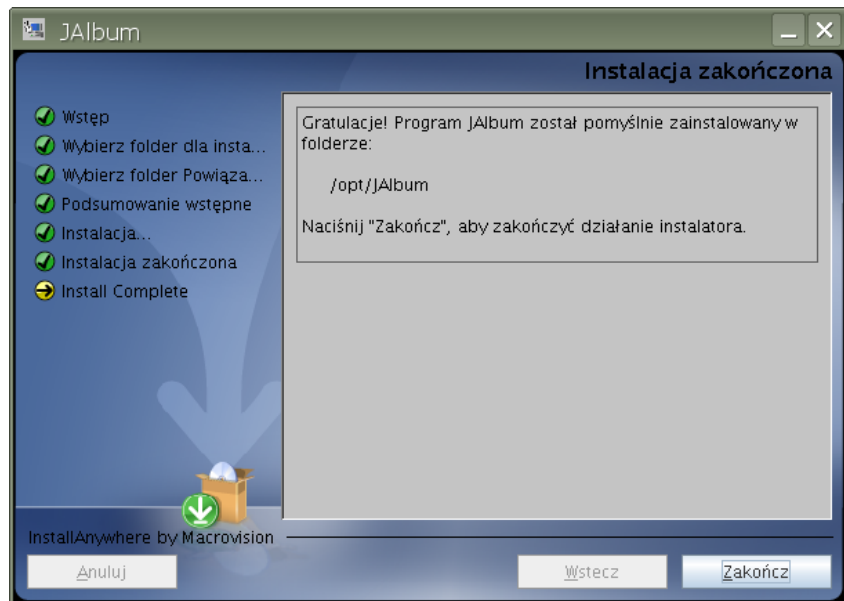 JAlbum
Instalacja zakończona
Wstęp
Wybierz folder dla insta...
Wybierz folder Powiąza...
Podsumowanie wstępne
Instalacja...
Instalacja zakończona
Install Complete
Gratulacje! Program JAlbum został pomyślnie zainstalowany w
folderze:
/opt/JAlbum
Naciśnij "Zakończ", aby zakończyć działanie instalatora.
InstallAnywhere by Macrovision
Anuluj
Wstecz
Zakończ